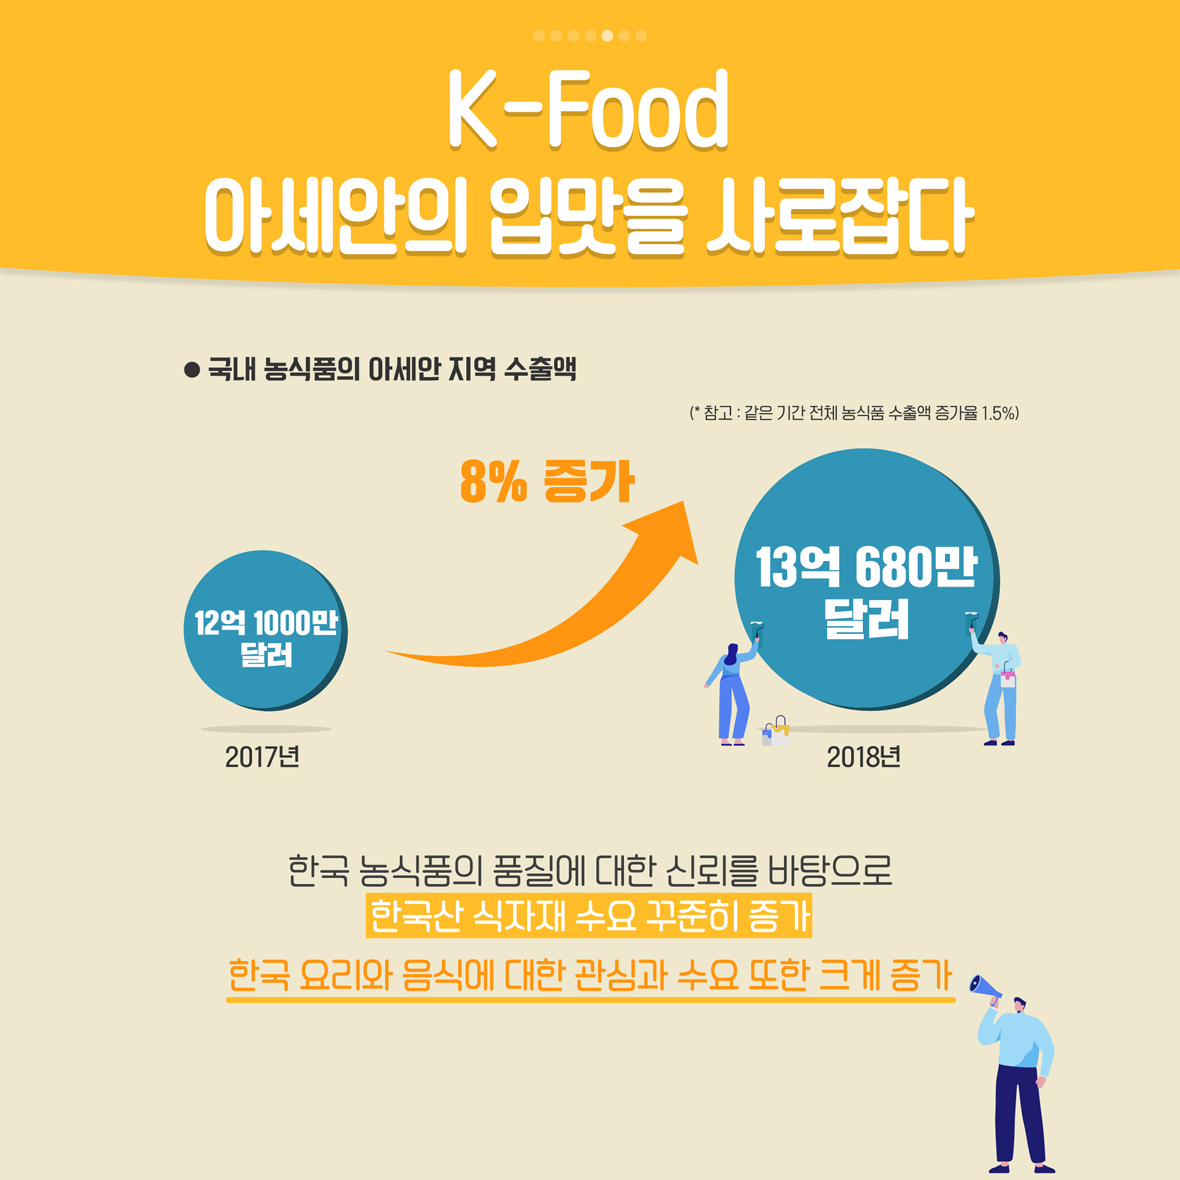 K-Food
아세안의 입맛을 사로잡다
● 국내 농식품의 아세안 지역 수출액
(* 참고 : 같은 기간 전체 농식품 수출액 증가율 1.5%)
8% 증가
12억 1000만
달러
2017년
13억 680만
달러
2018년
한국 농식품의 품질에 대한 신뢰를 바탕으로
한국산 식자재 수요 꾸준히 증가
한국 요리와 음식에 대한 관심과 수요 또한 크게 증가